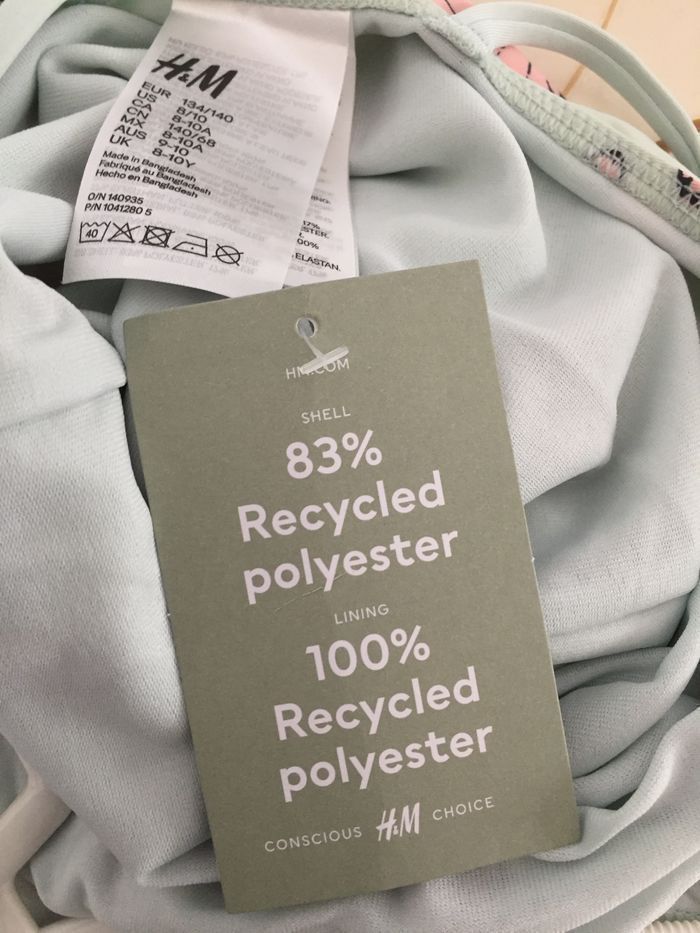 H&M
EUR 134/140
US 8/10
CA 8-10A
CN 140/68
MX 8-10A
AUS 9-10
UK 8-10Y
Made in Bangladesh
Fabriqué au Bangladesh
Hecho en Bangladesh
O/N 140935
P/N 1041280 5
40
17%
ELASTAN.
HM.COM
SHELL
83%
Recycled
polyester
LINING
100%
Recycled
polyester
CONSCIOUS H&M CHOICE